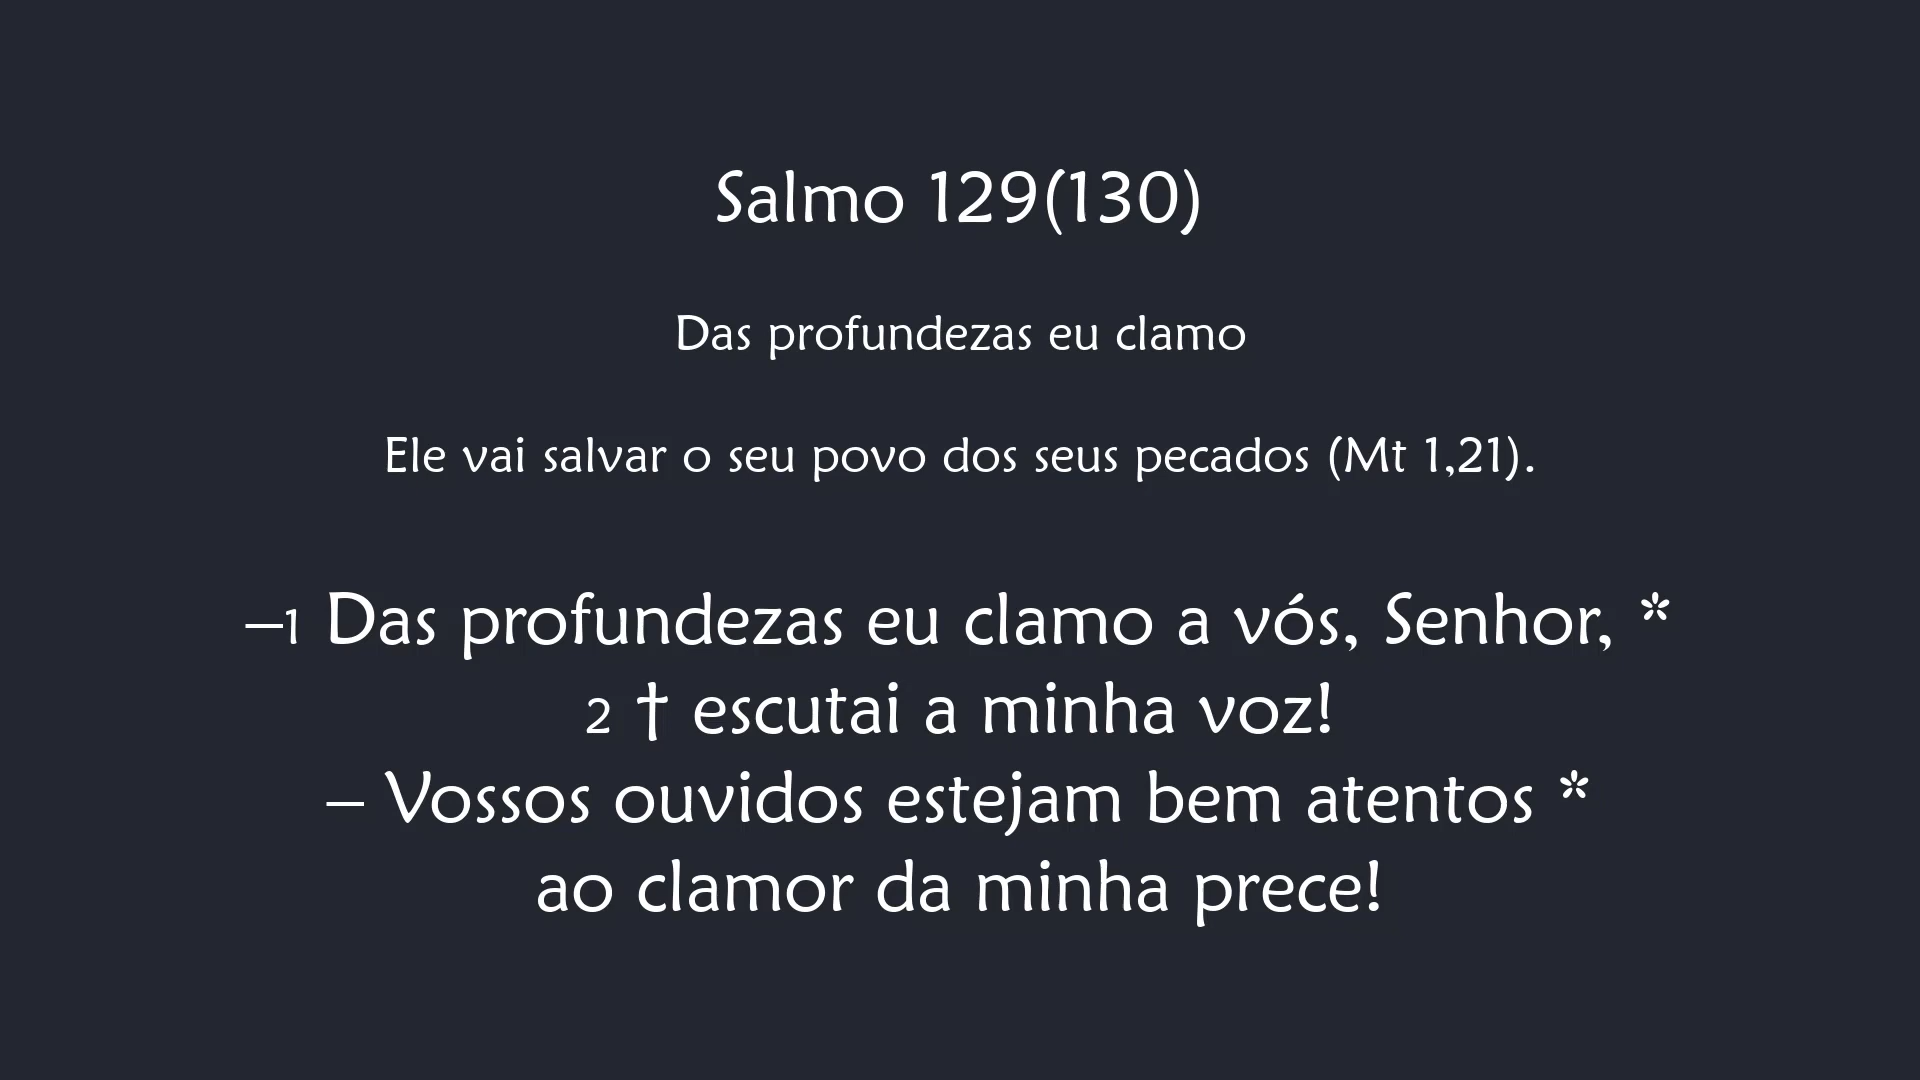 Salmo 129(130)
Das profundezas eu clamo
Ele vai salvar o seu povo dos seus pecados (Mt 1,21).
–1 Das profundezas eu clamo a vós, Senhor, *
2 † escutai a minha voz!
– Vossos ouvidos estejam bem atentos *
ao clamor da minha prece!